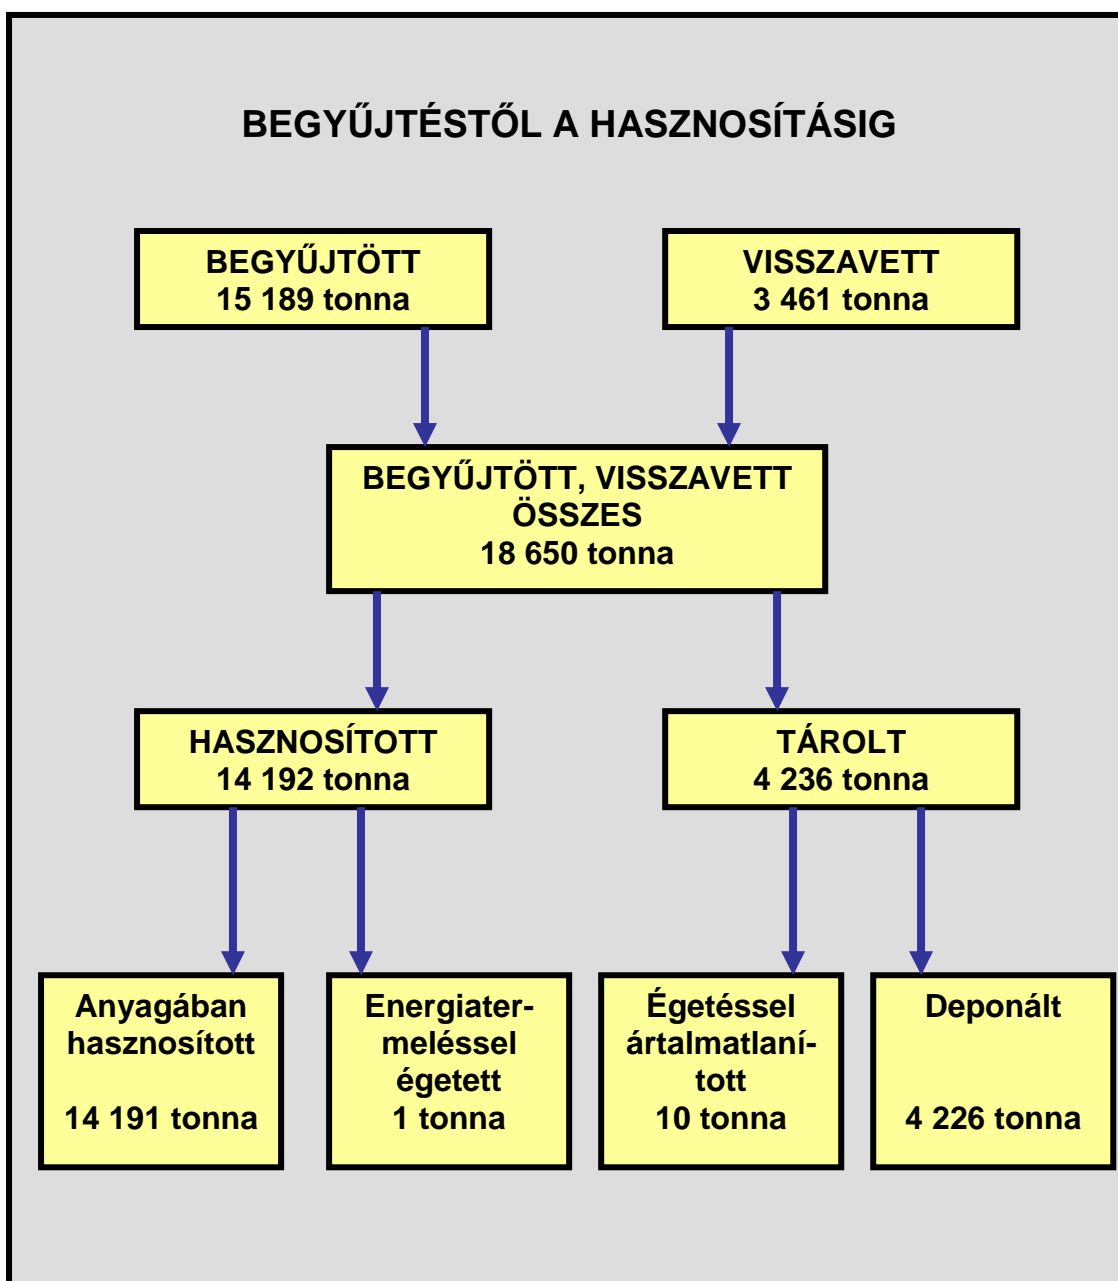 BEGYŰJTÉSTŐL A HASZNOSÍTÁSIG
BEGYŰJTÖTT
15 189 tonna
VISSZAVETT
3 461 tonna
BEGYŰJTÖTT, VISSZAVETT
ÖSSZES
18 650 tonna
HASZNOSÍTOTT
14 192 tonna
TÁROLT
4 236 tonna
Anyagában
hasznosított
14 191 tonna
Energiater-
meléssel
égetett
1 tonna
Égetéssel
ártalmatlaní-
tott
10 tonna
Deponált
4 226 tonna